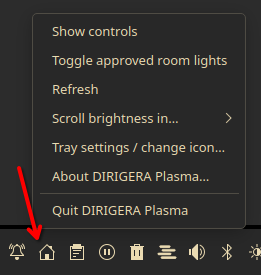 Show controls
Toggle approved room lights
Refresh
Scroll brightness in...
Tray settings / change icon...
About DIRIGERA Plasma...
Quit DIRIGERA Plasma